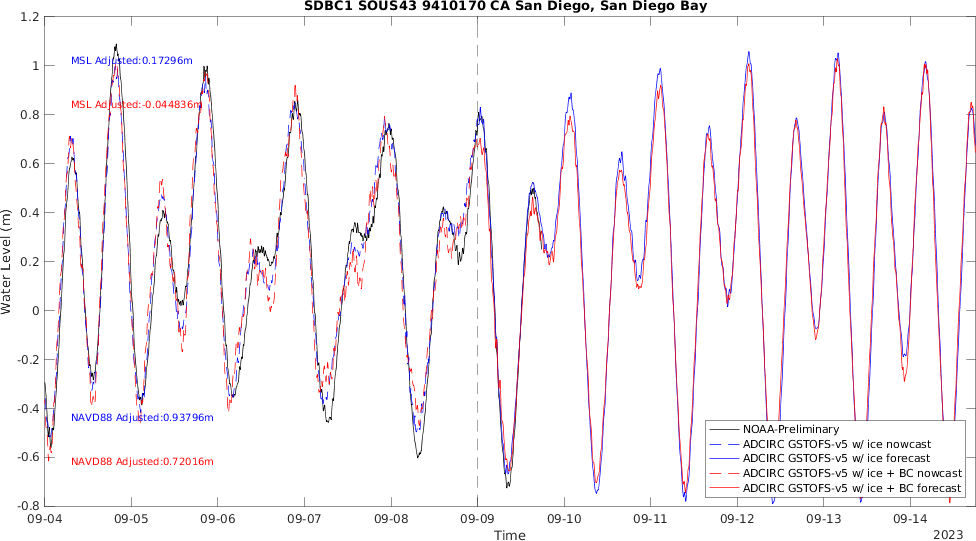 SDBC1 SOUS43 9410170 CA San Diego, San Diego Bay
1.2
1
0.8
0.6
0.4
0.2
0
-0.2
-0.4
-0.6
-0.8
Water Level (m)
MSL Adjusted:0.17296m
MSL Adjusted:-0.044836m
NAVD88 Adjusted:0.93796m
NAVD88 Adjusted:0.72016m
NOAA-Preliminary
ADCIRC GSTOFS-v5 w/ ice nowcast
ADCIRC GSTOFS-v5 w/ ice forecast
ADCIRC GSTOFS-v5 w/ ice + BC nowcast
ADCIRC GSTOFS-v5 w/ ice + BC forecast
09-04 09-05 09-06 09-07 09-08 09-09 09-10 09-11 09-12 09-13 09-14
Time
2023